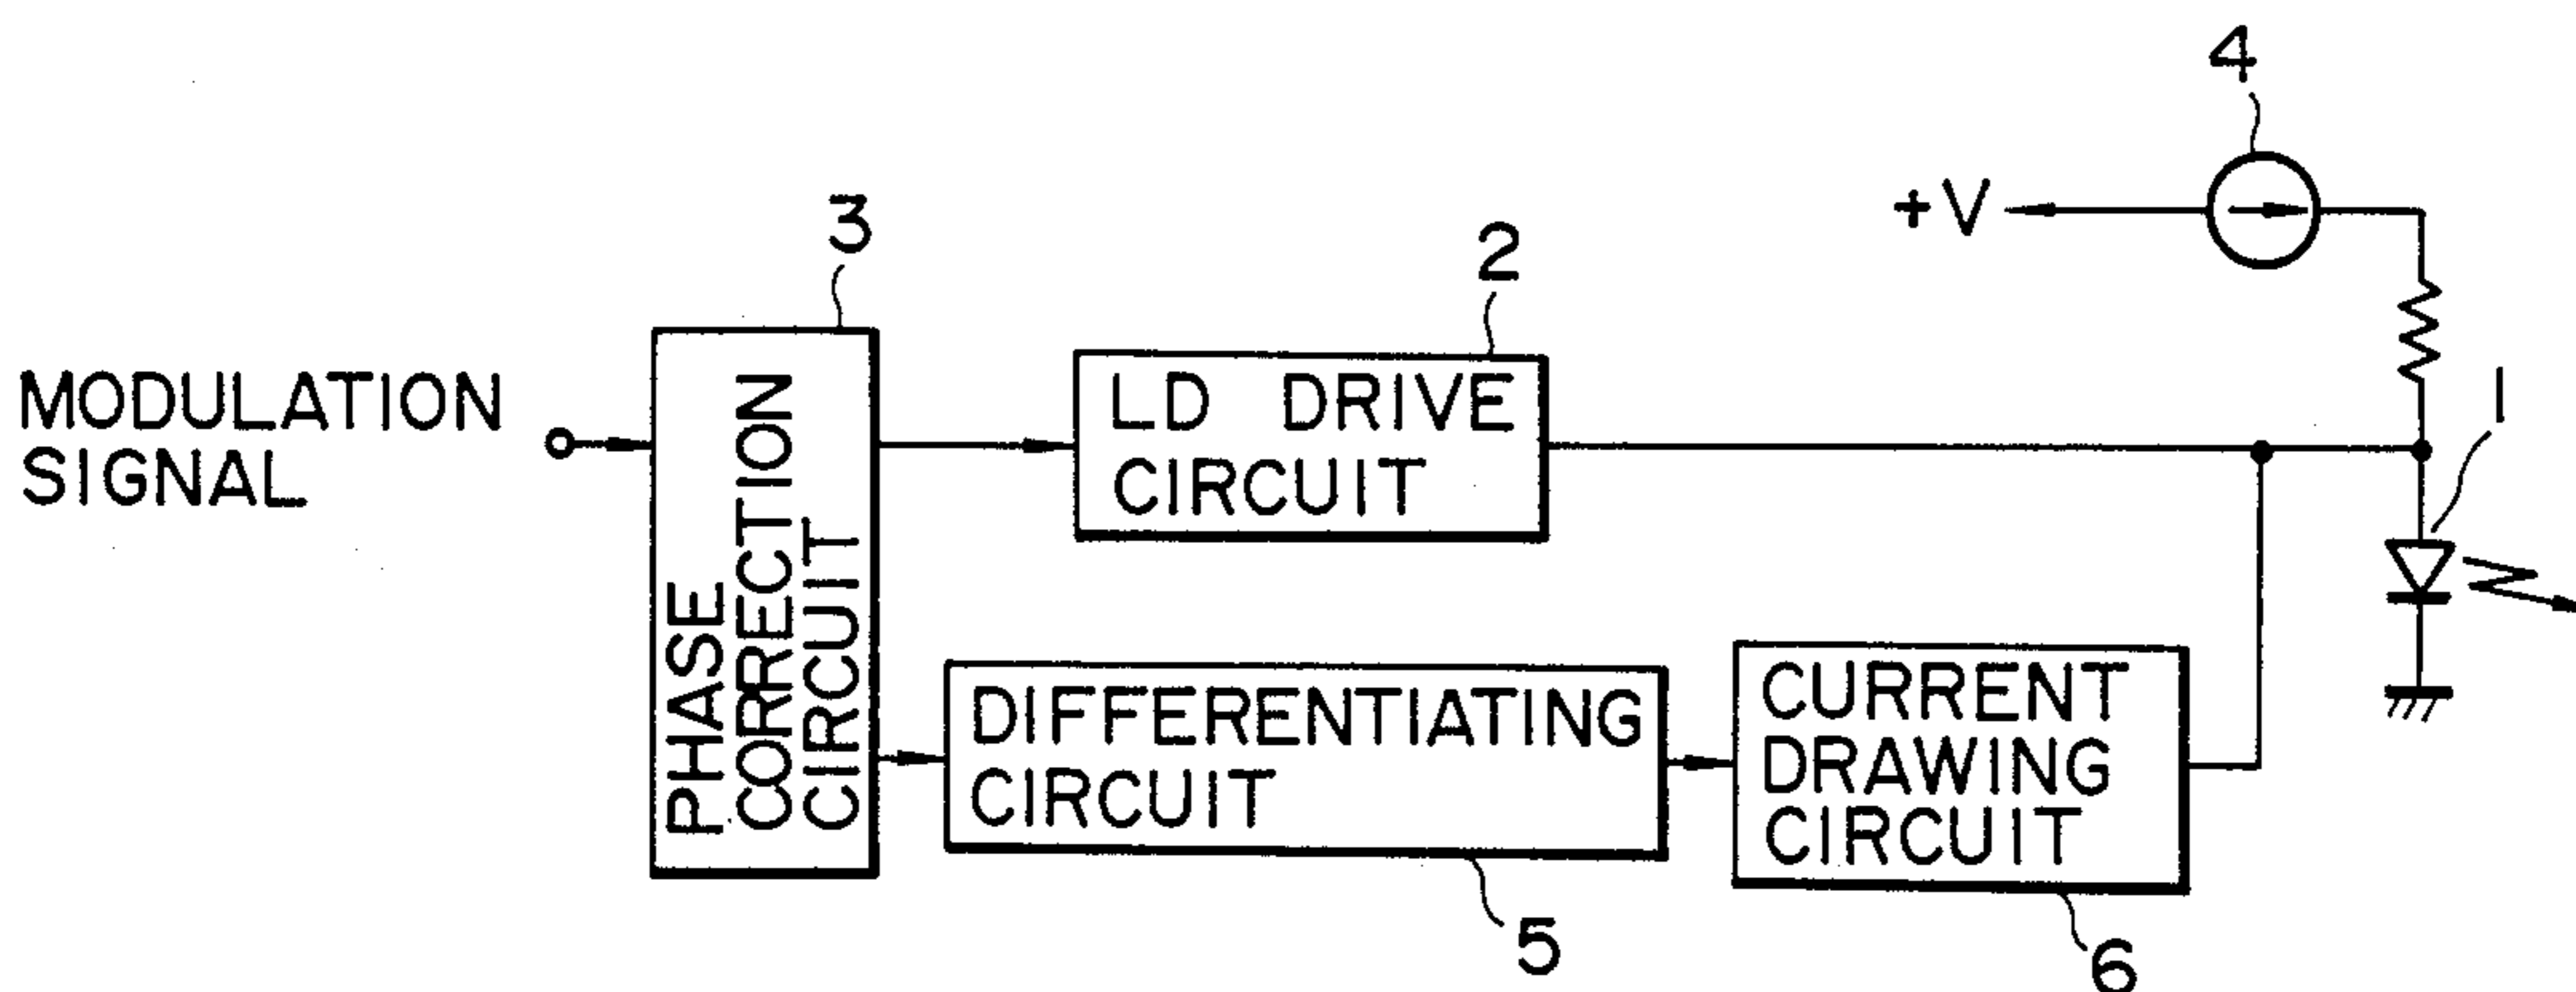 4
+V
3
2
1
MODULATION
SIGNAL
PHASE
CORRECTION
CIRCUIT
LD DRIVE
CIRCUIT
DIFFERENTIATING
CIRCUIT
CURRENT
DRAWING
CIRCUIT
5
6